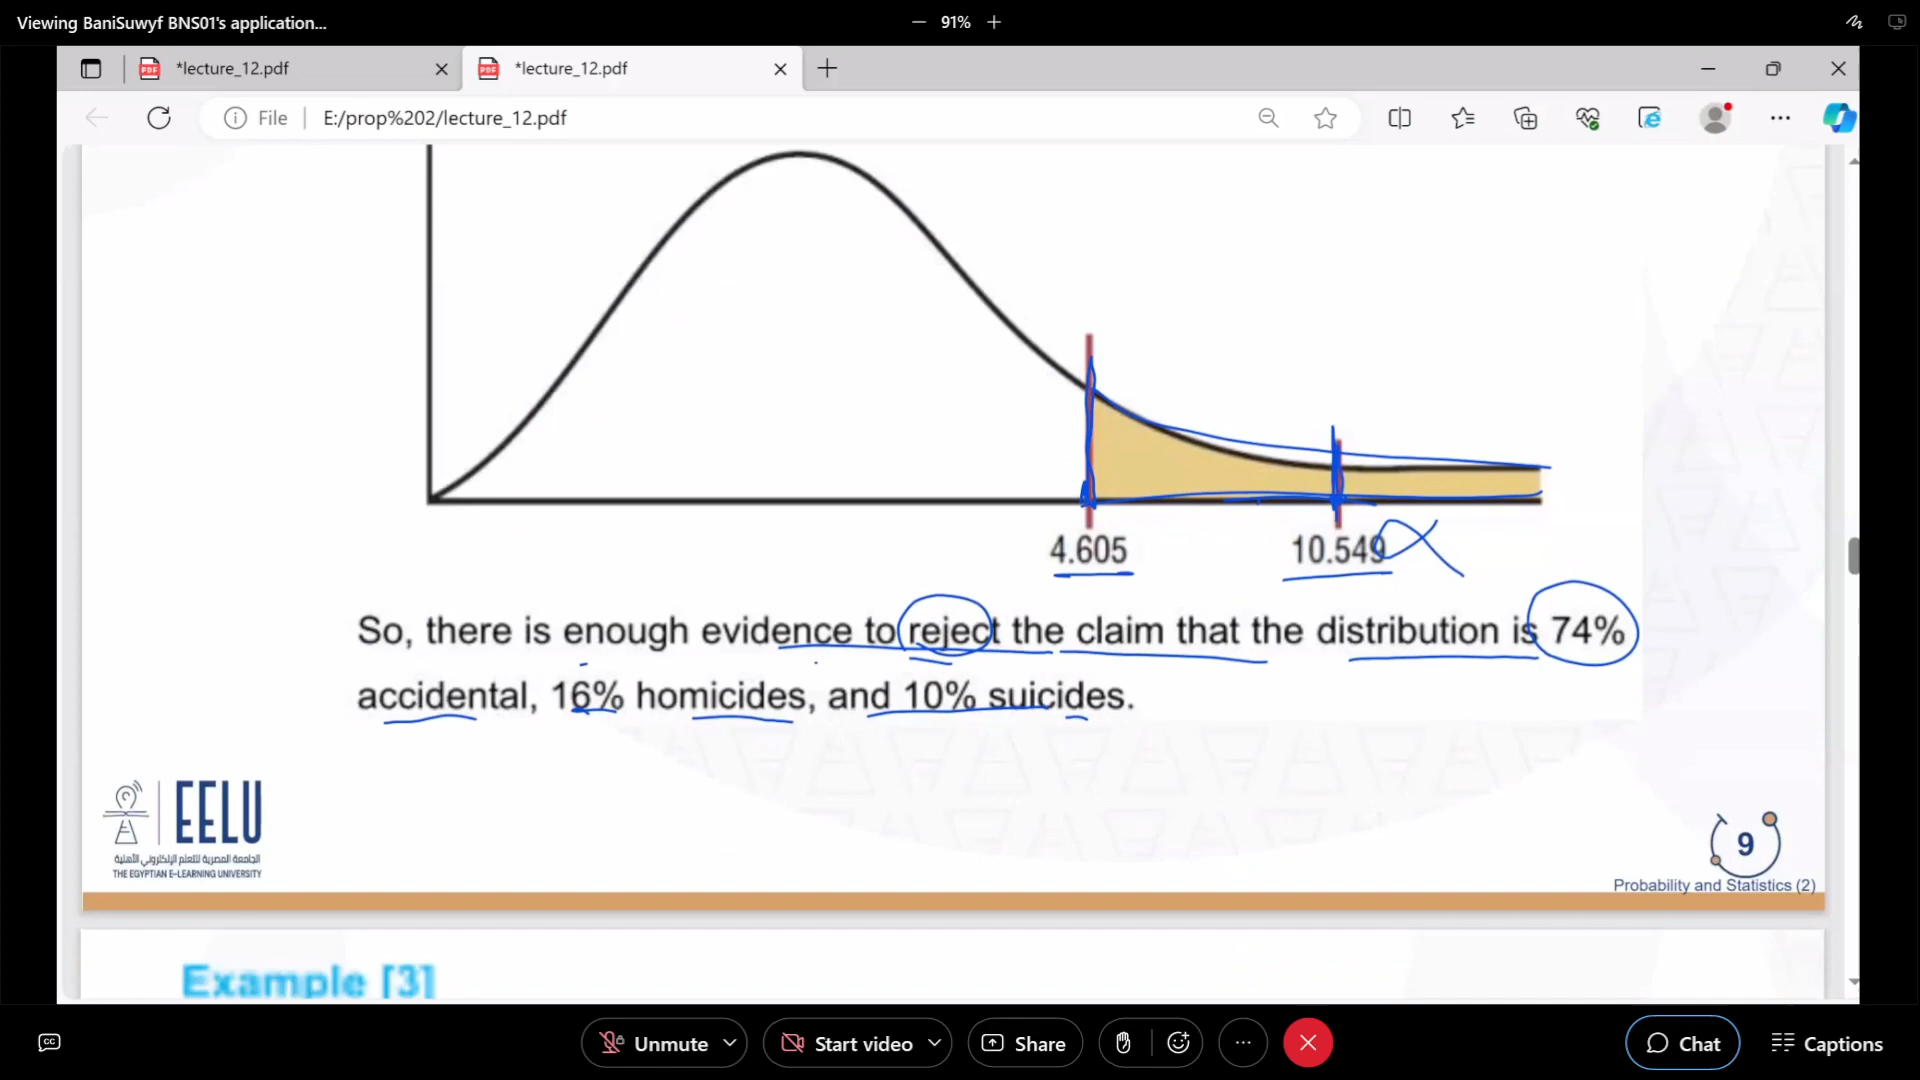 Viewing BaniSuwyf BNS01's application...
91%
*lecture_12.pdf
*lecture_12.pdf
File
E:/prop%202/lecture_12.pdf
4.605
10.549
α
So, there is enough evidence to reject the claim that the distribution is 74%
accidental, 16% homicides, and 10% suicides.
EELU
الجامعة المصرية للتعلم الإلكتروني الأهلية
THE EGYPTIAN E-LEARNING UNIVERSITY
9
Probability and Statistics (2)
Example [3]
Unmute
Start video
Share
Chat
Captions